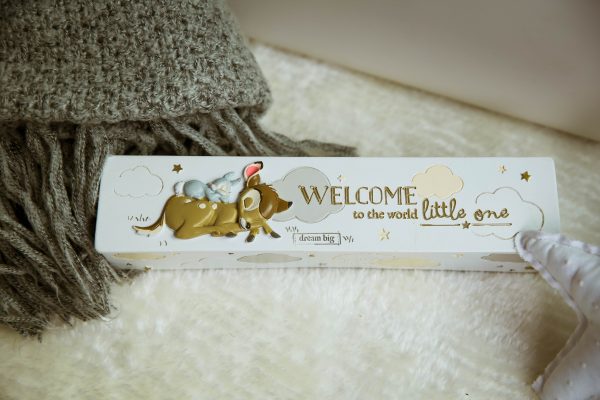 WELCOME
to the world little one
dream big